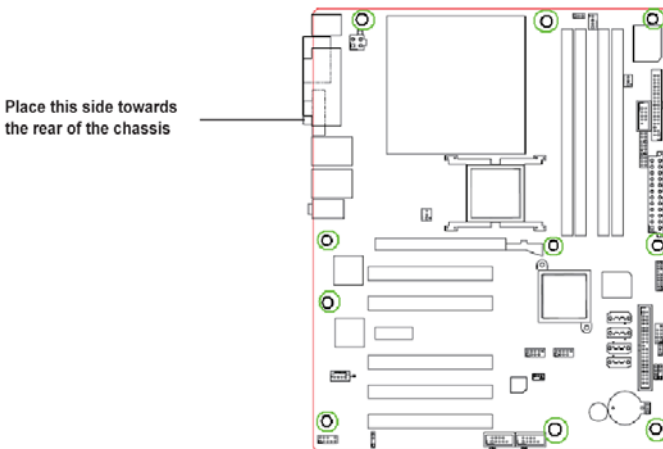 Place this side towards
the rear of the chassis